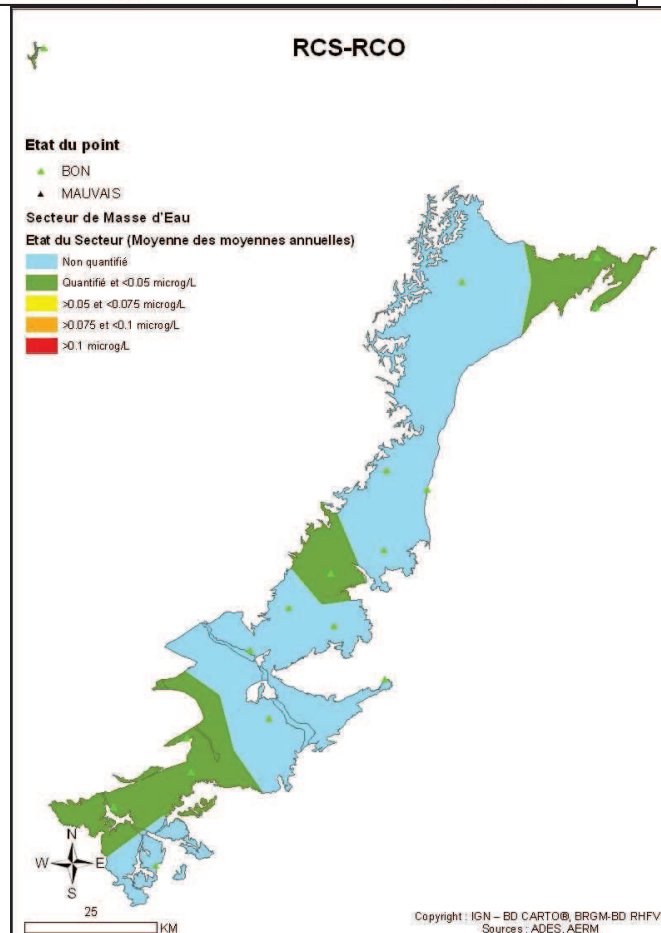 RCS-RCO
Etat du point
BON
MAUVAIS
Secteur de Masse d'Eau
Etat du Secteur (Moyenne des moyennes annuelles)
Non quantifié
Quantifié et <0.05 microg/L
>0.05 et <0.075 microg/L
>0.075 et <0.1 microg/L
>0.1 microg/L
N
W E
S
25
KM
Copyright : IGN – BD CARTO®, BRGM-BD RHFV
Sources : ADES, AERM